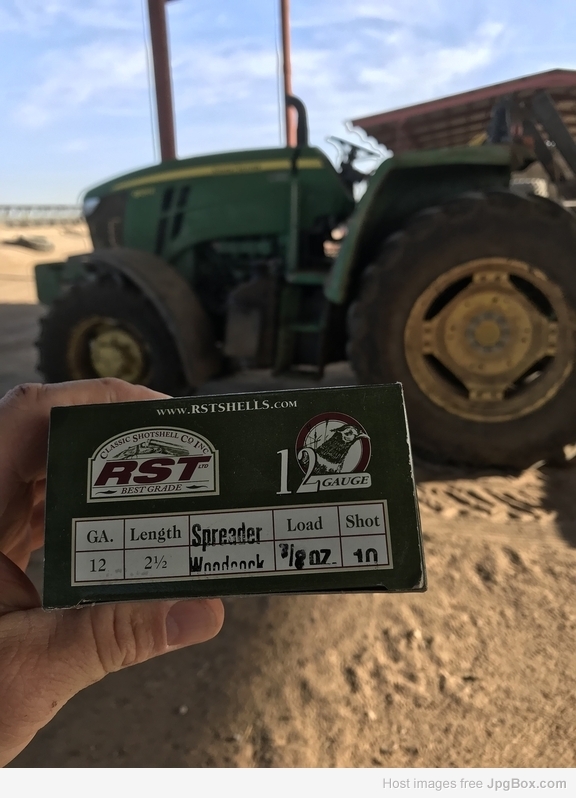 www.RSTSHELLS.com
CLASSIC SHOTSHELL CO INC
RST LTD
BEST GRADE
12 GAUGE
GA. Length Spreader Load Shot
12 2½ Woodcock 7/8 OZ. 10
Host images free JpgBox.com